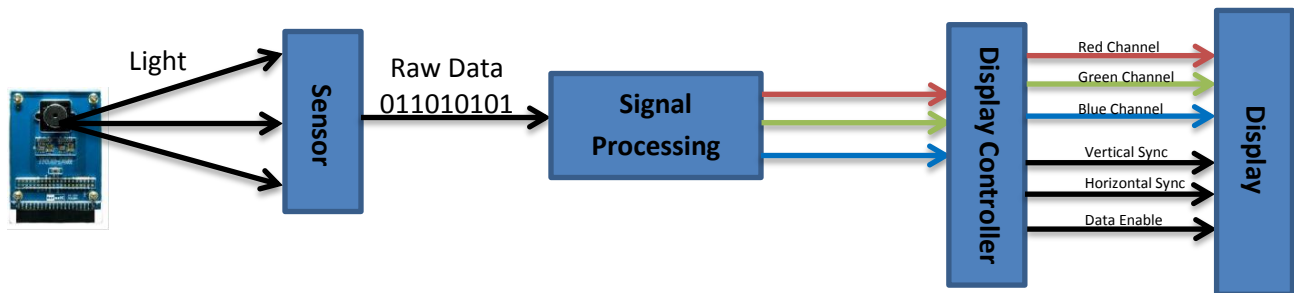 Light
Sensor
Raw Data
011010101
Signal
Processing
Display Controller
Red Channel
Green Channel
Blue Channel
Vertical Sync
Horizontal Sync
Data Enable
Display